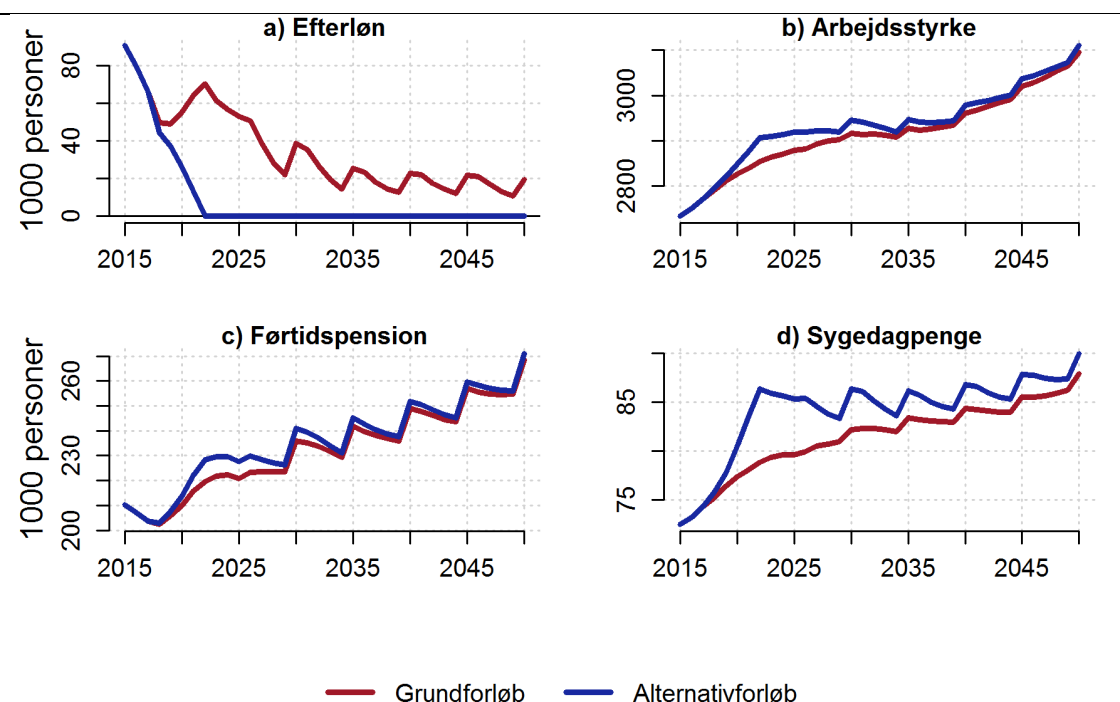 a) Efterløn
1000 personer
80
40
0
2015 2025 2035 2045
b) Arbejdsstyrke
3000
2800
2015 2025 2035 2045
c) Førtidspension
1000 personer
260
230
200
2015 2025 2035 2045
d) Sygedagpenge
85
75
2015 2025 2035 2045
Grundforløb Alternativforløb